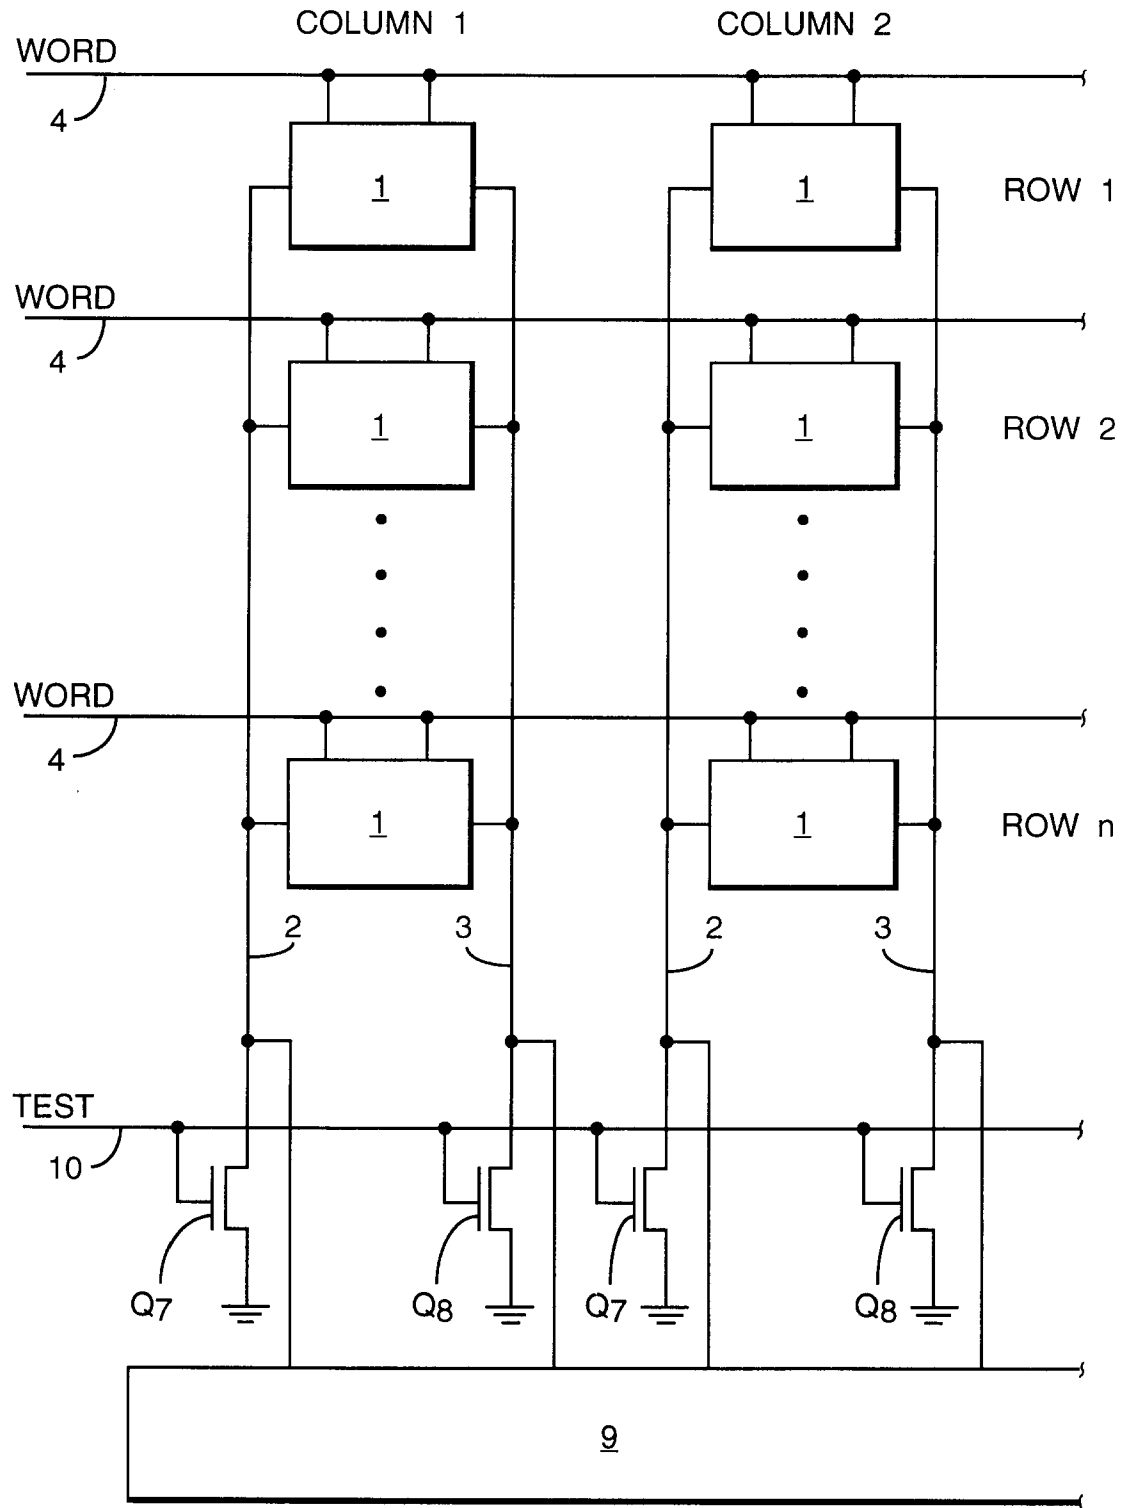 COLUMN 1 COLUMN 2
WORD
4
1 1 ROW 1
WORD
4
1 1 ROW 2
WORD
4
1 1 ROW n
2 3 2 3
TEST
10
Q7 Q8 Q7 Q8
9